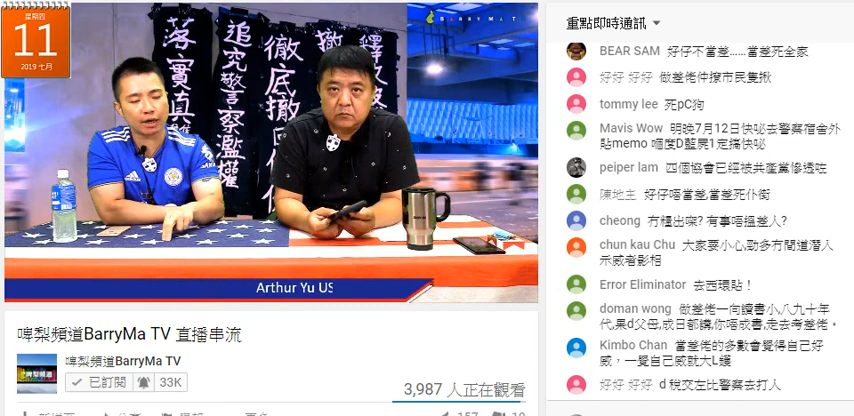 星期四
11
2019 七月
BARRYMAT
落實真
追究警察濫權
徹底撤回
撤
釋
Arthur Yu US
啤梨頻道BarryMa TV 直播串流
啤梨頻道BarryMa TV
已訂閱
33K
3,987 人正在觀看
157
重點即時通訊
BEAR SAM 好仔不當差......當差死全家
好好 好好 做差佬仲撩市民隻揪
tommy lee 死pC狗
Mavis Wow 明晚7月12日快咇去警察宿舍外
貼memo 嗰度D藍屍1定搞快咇
peiper lam 四個協會已經被共產黨滲透咗
陳地主 好仔唔當差,當差死仆街
cheong 冇糧出㗎? 有事唔搵差人?
chun kau Chu 大家要小心,勁多冇間道潛入
示威者影相
Error Eliminator 去西環貼！
doman wong 做差佬一向讀書小,八九十年
代,果d父母,成日都講,你唔成書,走去考差佬。
Kimbo Chan 當差佬的多數會覺得自己好
威，一覺自己威就大L鑊
好好 好好 d 稅交左比警察去打人